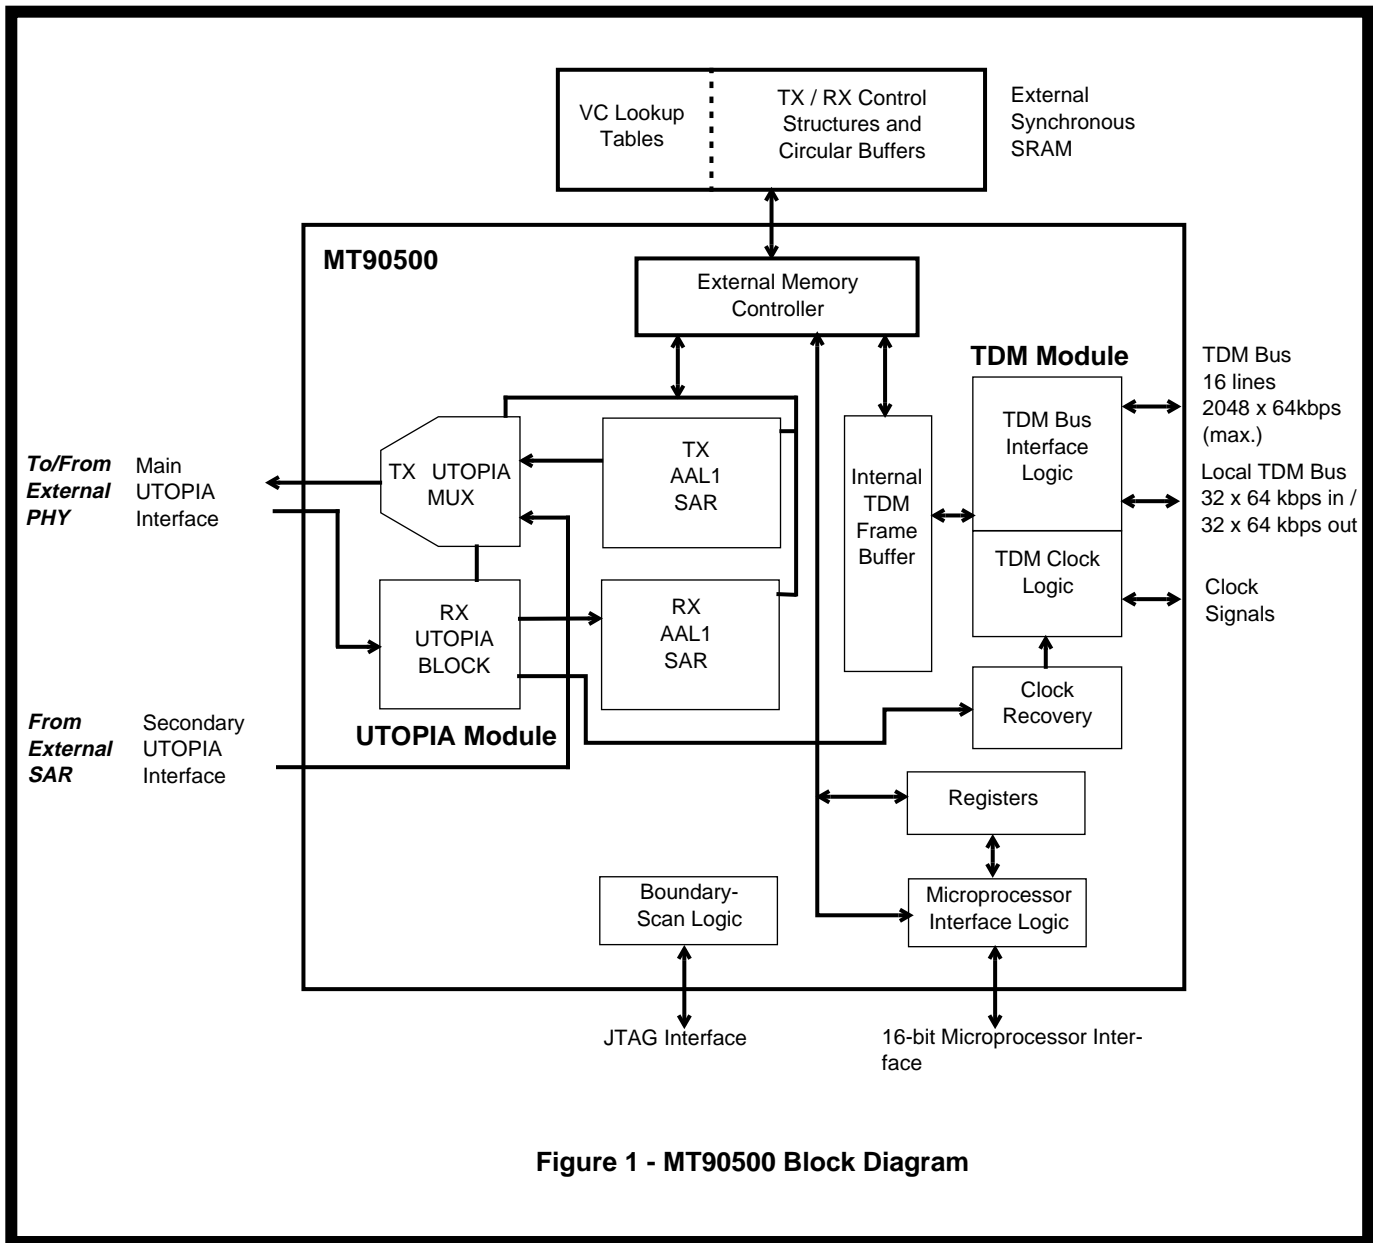 VC Lookup
Tables
TX / RX Control
Structures and
Circular Buffers
External
Synchronous
SRAM
MT90500
External Memory
Controller
TDM Module
TDM Bus
16 lines
2048 x 64kbps
(max.)
Local TDM Bus
32 x 64 kbps in /
32 x 64 kbps out
Clock
Signals
TDM Bus
Interface
Logic
TDM Clock
Logic
Internal
TDM
Frame
Buffer
TX
AAL1
SAR
TX UTOPIA
MUX
To/From
External
PHY
Main
UTOPIA
Interface
RX
UTOPIA
BLOCK
RX
AAL1
SAR
Clock
Recovery
UTOPIA Module
From
External
SAR
Secondary
UTOPIA
Interface
Registers
Boundary-
Scan Logic
Microprocessor
Interface Logic
JTAG Interface
16-bit Microprocessor Inter-
face
Figure 1 - MT90500 Block Diagram